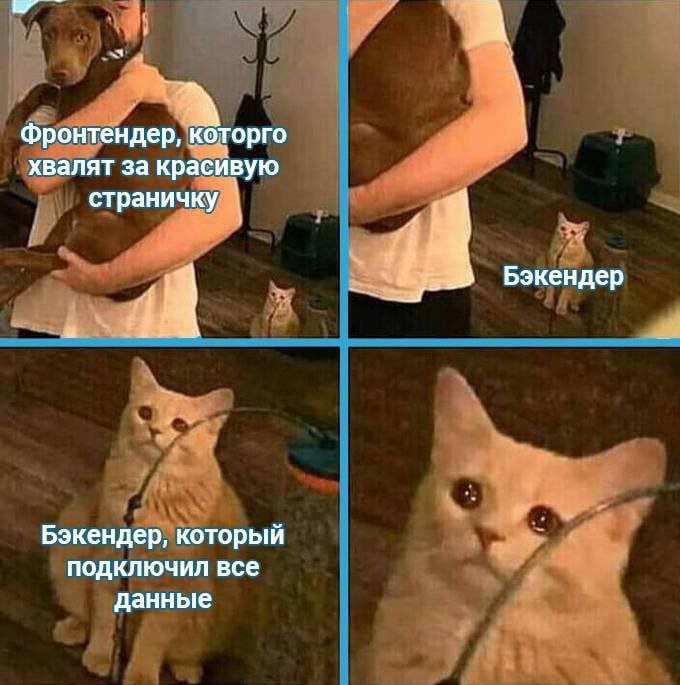 Фронтендер, которго
хвалят за красивую
страничку
Бэкендер
Бэкендер, который
подключил все
данные